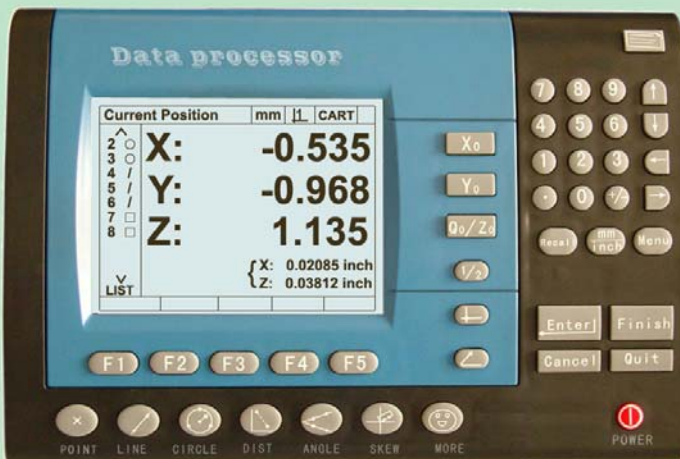 Data processor
Current Position mm CART
2
3
4 /
5 /
6 /
7
8
LIST
X: -0.535
Y: -0.968
Z: 1.135
X: 0.02085 inch
Z: 0.03812 inch
F1 F2 F3 F4 F5
X₀
Y₀
Q₀/Z₀
1/2
7 8 9
4 5 6
1 2 3
. 0 +/-
Recal mm/inch Menu
Enter Finish
Cancel Quit
POINT LINE CIRCLE DIST ANGLE SKEW MORE
POWER